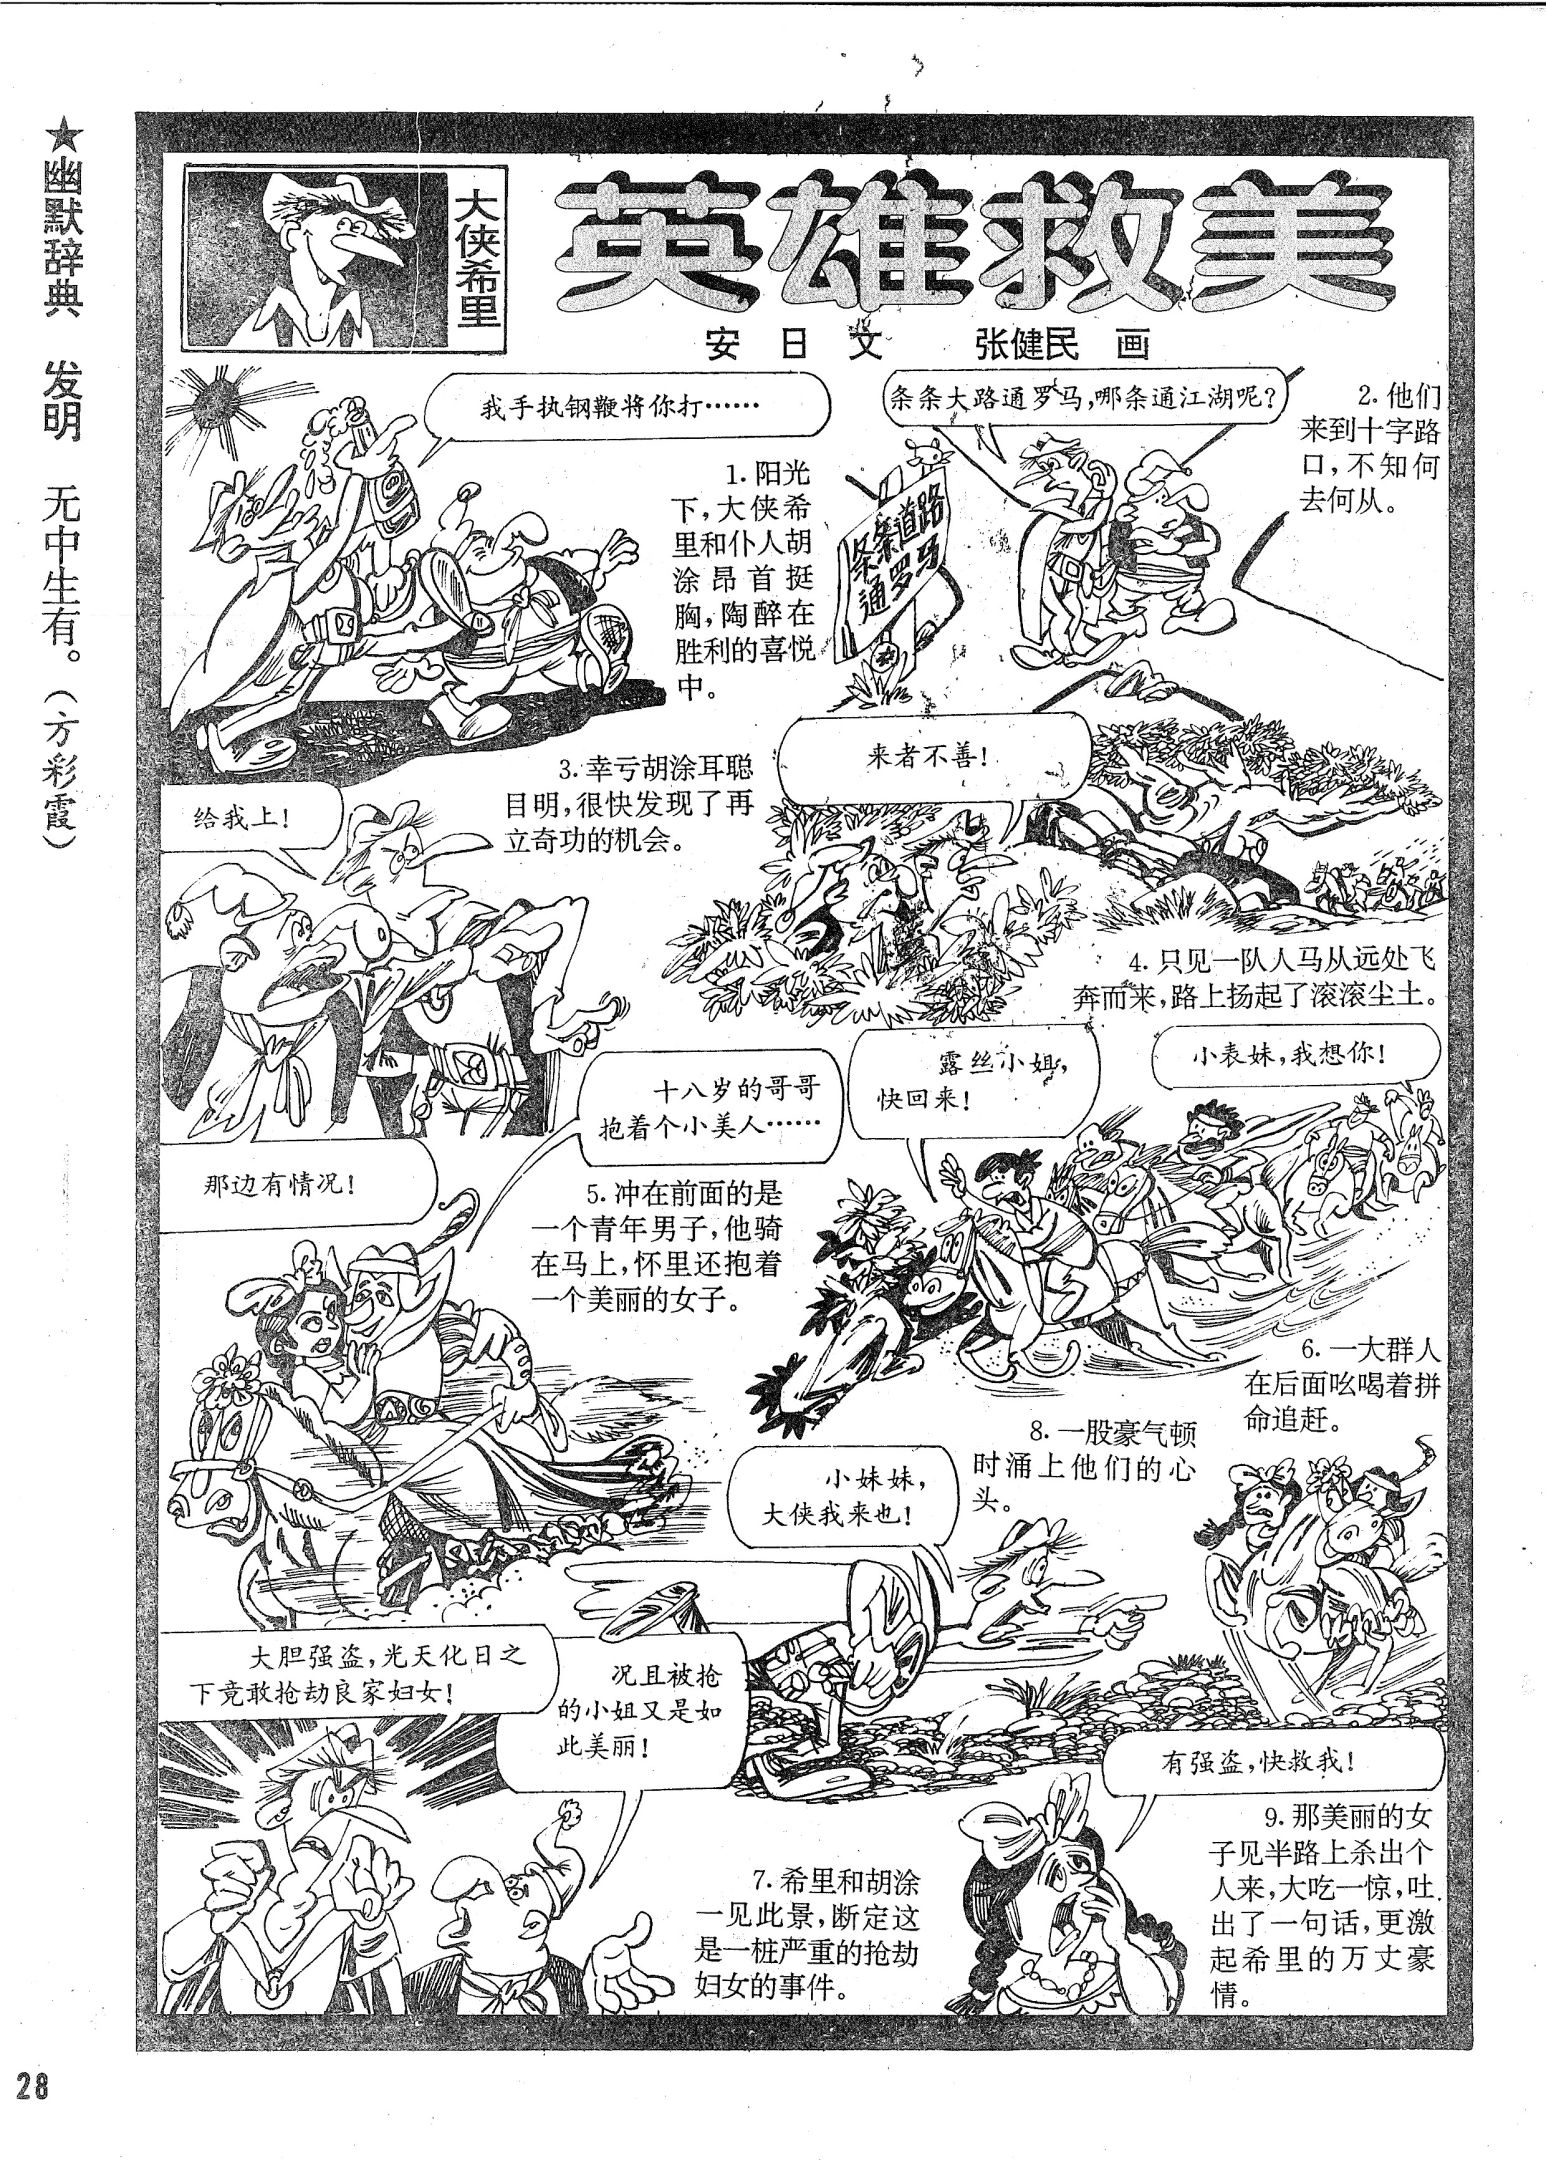 ★幽默辞典　发明　无中生有。（方彩霞）
大侠希里
英雄救美
安日文　张健民画
我手执钢鞭将你打……
1. 阳光
下，大侠希
里和仆人胡
涂昂首挺
胸，陶醉在
胜利的喜悦
中。
条条大路通罗马，哪条通江湖呢？
条条道路
通罗马
2. 他们
来到十字路
口，不知何
去何从。
给我上！
那边有情况！
3. 幸亏胡涂耳聪
目明，很快发现了再
立奇功的机会。
来者不善！
4. 只见一队人马从远处飞
奔而来，路上扬起了滚滚尘土。
十八岁的哥哥
抱着个小美人……
5. 冲在前面的是
一个青年男子，他骑
在马上，怀里还抱着
一个美丽的女子。
露丝小姐，
快回来！
小表妹，我想你！
6. 一大群人
在后面吆喝着拼
命追赶。
大胆强盗，光天化日之
下竟敢抢劫良家妇女！
况且被抢
的小姐又是如
此美丽！
7. 希里和胡涂
一见此景，断定这
是一桩严重的抢劫
妇女的事件。
小妹妹，
大侠我来也！
8. 一股豪气顿
时涌上他们的心
头。
有强盗，快救我！
9. 那美丽的女
子见半路上杀出个
人来，大吃一惊，吐
出了一句话，更激
起希里的万丈豪
情。
28